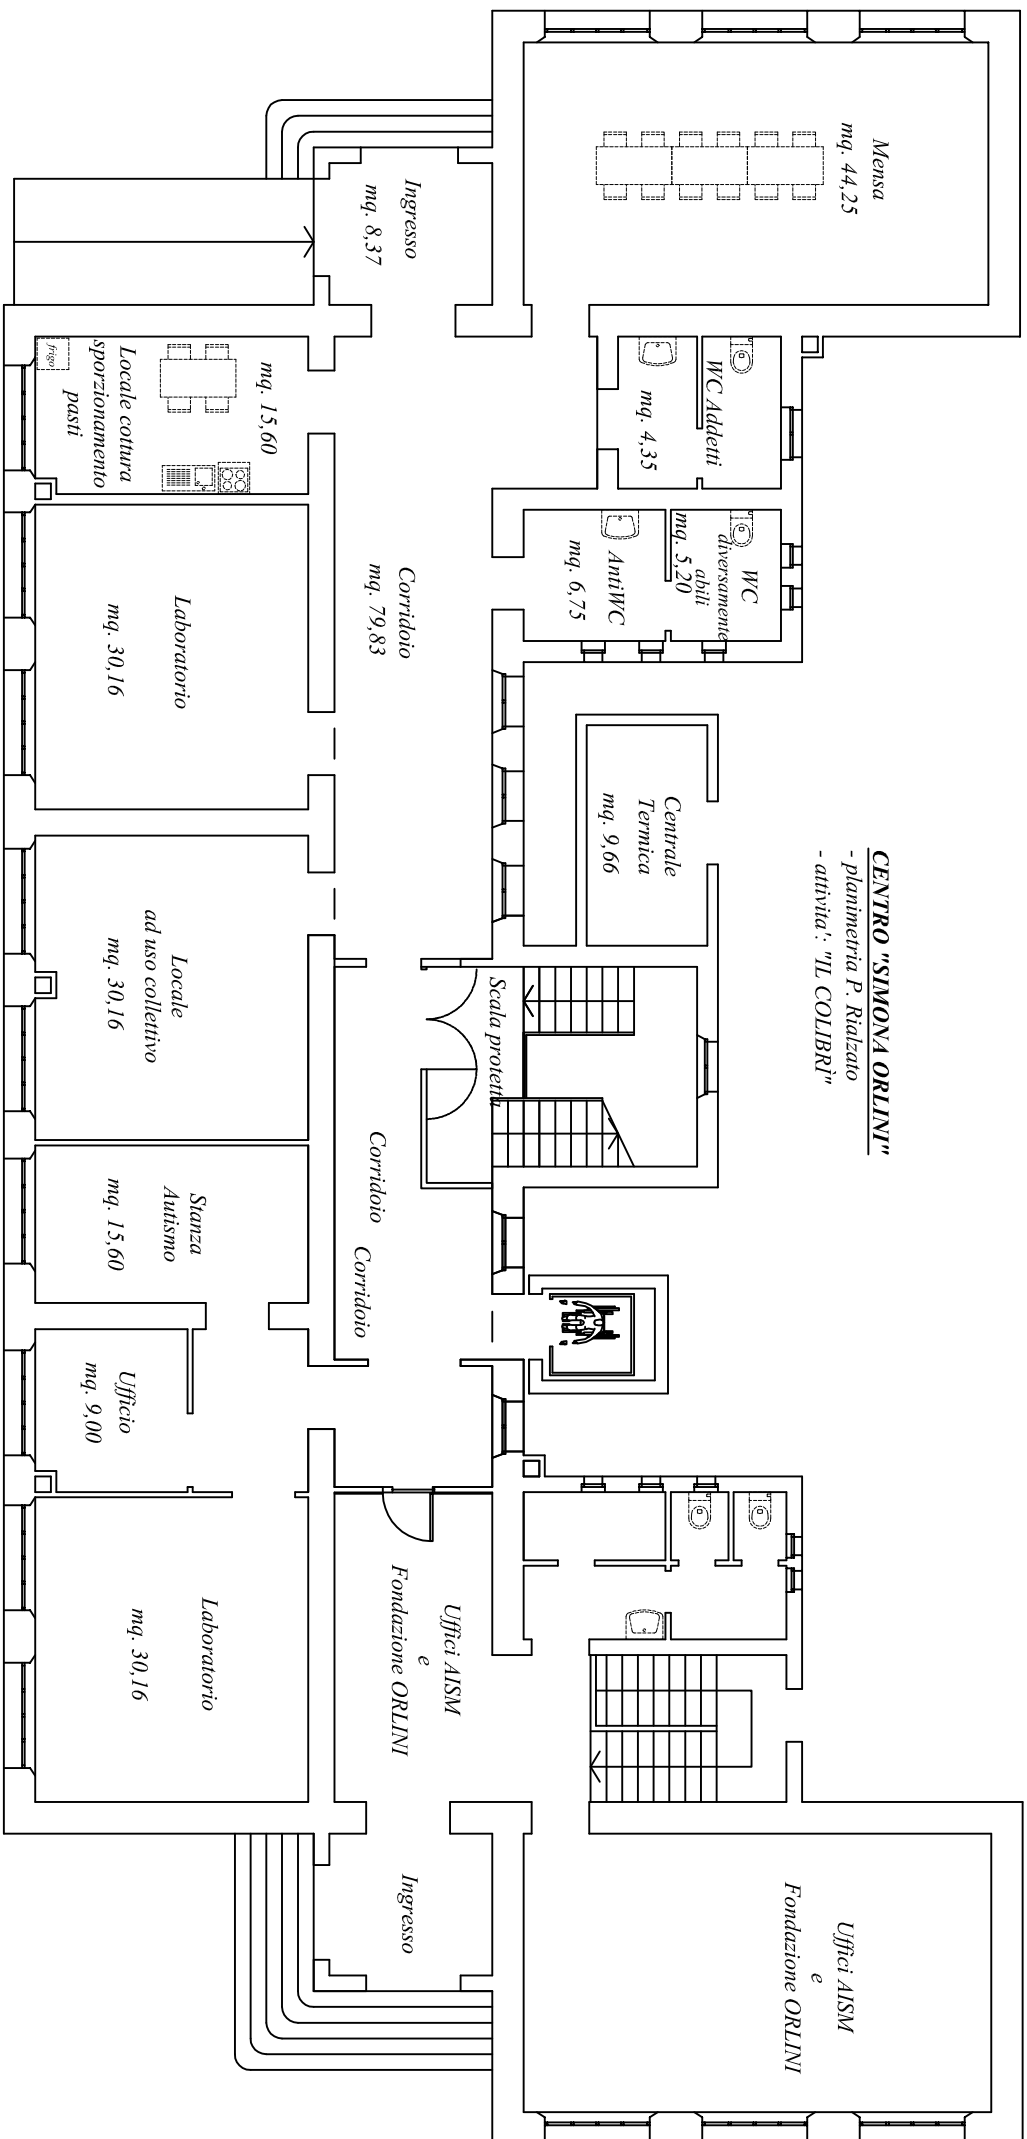 CENTRO "SIMONA ORLINI"
- planimetria P. Rialzato
- attivita': "IL COLIBRÌ"
Mensa
mq. 44,25
Ingresso
mq. 8,37
WC Addetti
mq. 4,35
mq. 15,60
Locale cottura
sporzionamento
pasti
frigo
WC
diversamente
abili
mq. 5,20
AntiWC
mq. 6,75
Corridoio
mq. 79,83
Laboratorio
mq. 30,16
Centrale
Termica
mq. 9,66
Locale
ad uso collettivo
mq. 30,16
Scala protetta
Corridoio
Corridoio
Stanza
Autismo
mq. 15,60
Ufficio
mq. 9,00
Uffici AISM
e
Fondazione ORLINI
Laboratorio
mq. 30,16
Ingresso
Uffici AISM
e
Fondazione ORLINI